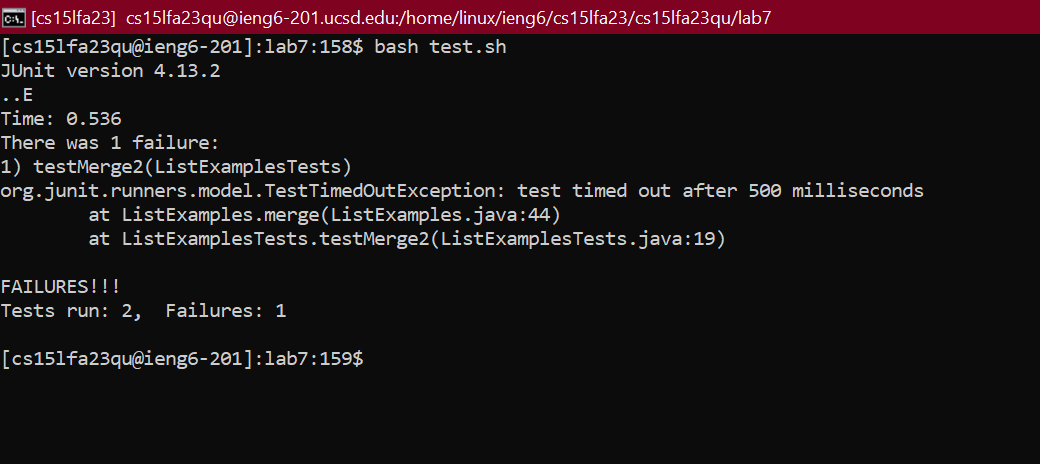 [cs15lfa23] cs15lfa23qu@ieng6-201.ucsd.edu:/home/linux/ieng6/cs15lfa23/cs15lfa23qu/lab7
[cs15lfa23qu@ieng6-201]:lab7:158$ bash test.sh
JUnit version 4.13.2
..E
Time: 0.536
There was 1 failure:
1) testMerge2(ListExamplesTests)
org.junit.runners.model.TestTimedOutException: test timed out after 500 milliseconds
        at ListExamples.merge(ListExamples.java:44)
        at ListExamplesTests.testMerge2(ListExamplesTests.java:19)

FAILURES!!!
Tests run: 2,  Failures: 1

[cs15lfa23qu@ieng6-201]:lab7:159$